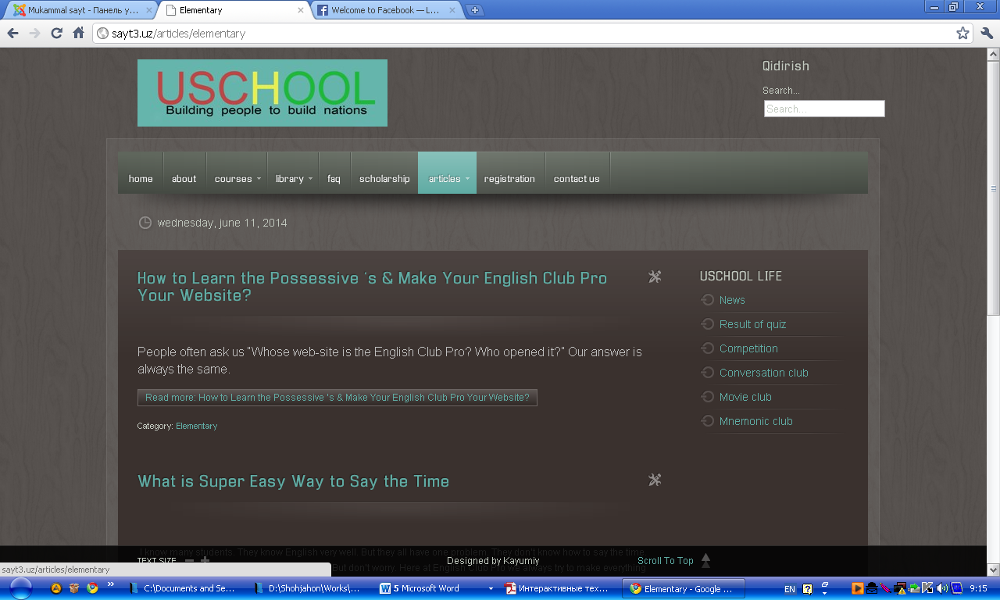 Mukammal sayt - Панель у...
Elementary
Welcome to Facebook — L...
sayt3.uz/articles/elementary
USCHOOL
Building people to build nations
Qidirish
Search...
Search...
home
about
courses
library
faq
scholarship
articles
registration
contact us
wednesday, june 11, 2014
How to Learn the Possessive 's & Make Your English Club Pro
Your Website?
People often ask us "Whose web-site is the English Club Pro? Who opened it?" Our answer is
always the same.
Read more: How to Learn the Possessive 's & Make Your English Club Pro Your Website?
Category: Elementary
USCHOOL LIFE
News
Result of quiz
Competition
Conversation club
Movie club
Mnemonic club
What is Super Easy Way to Say the Time
I know many students. They know English very well. But they all have one problem. They don't know how to say the time
TEXT SIZE
Designed by Kayumiy
Scroll To Top
But don't worry. Here at English Club Pro we always try to make everything
sayt3.uz/articles/elementary
C:\Documents and Se...
D:\Shohjahon\Works\...
5 Microsoft Word
Интерактивные тех...
Elementary - Google ...
EN
9:15